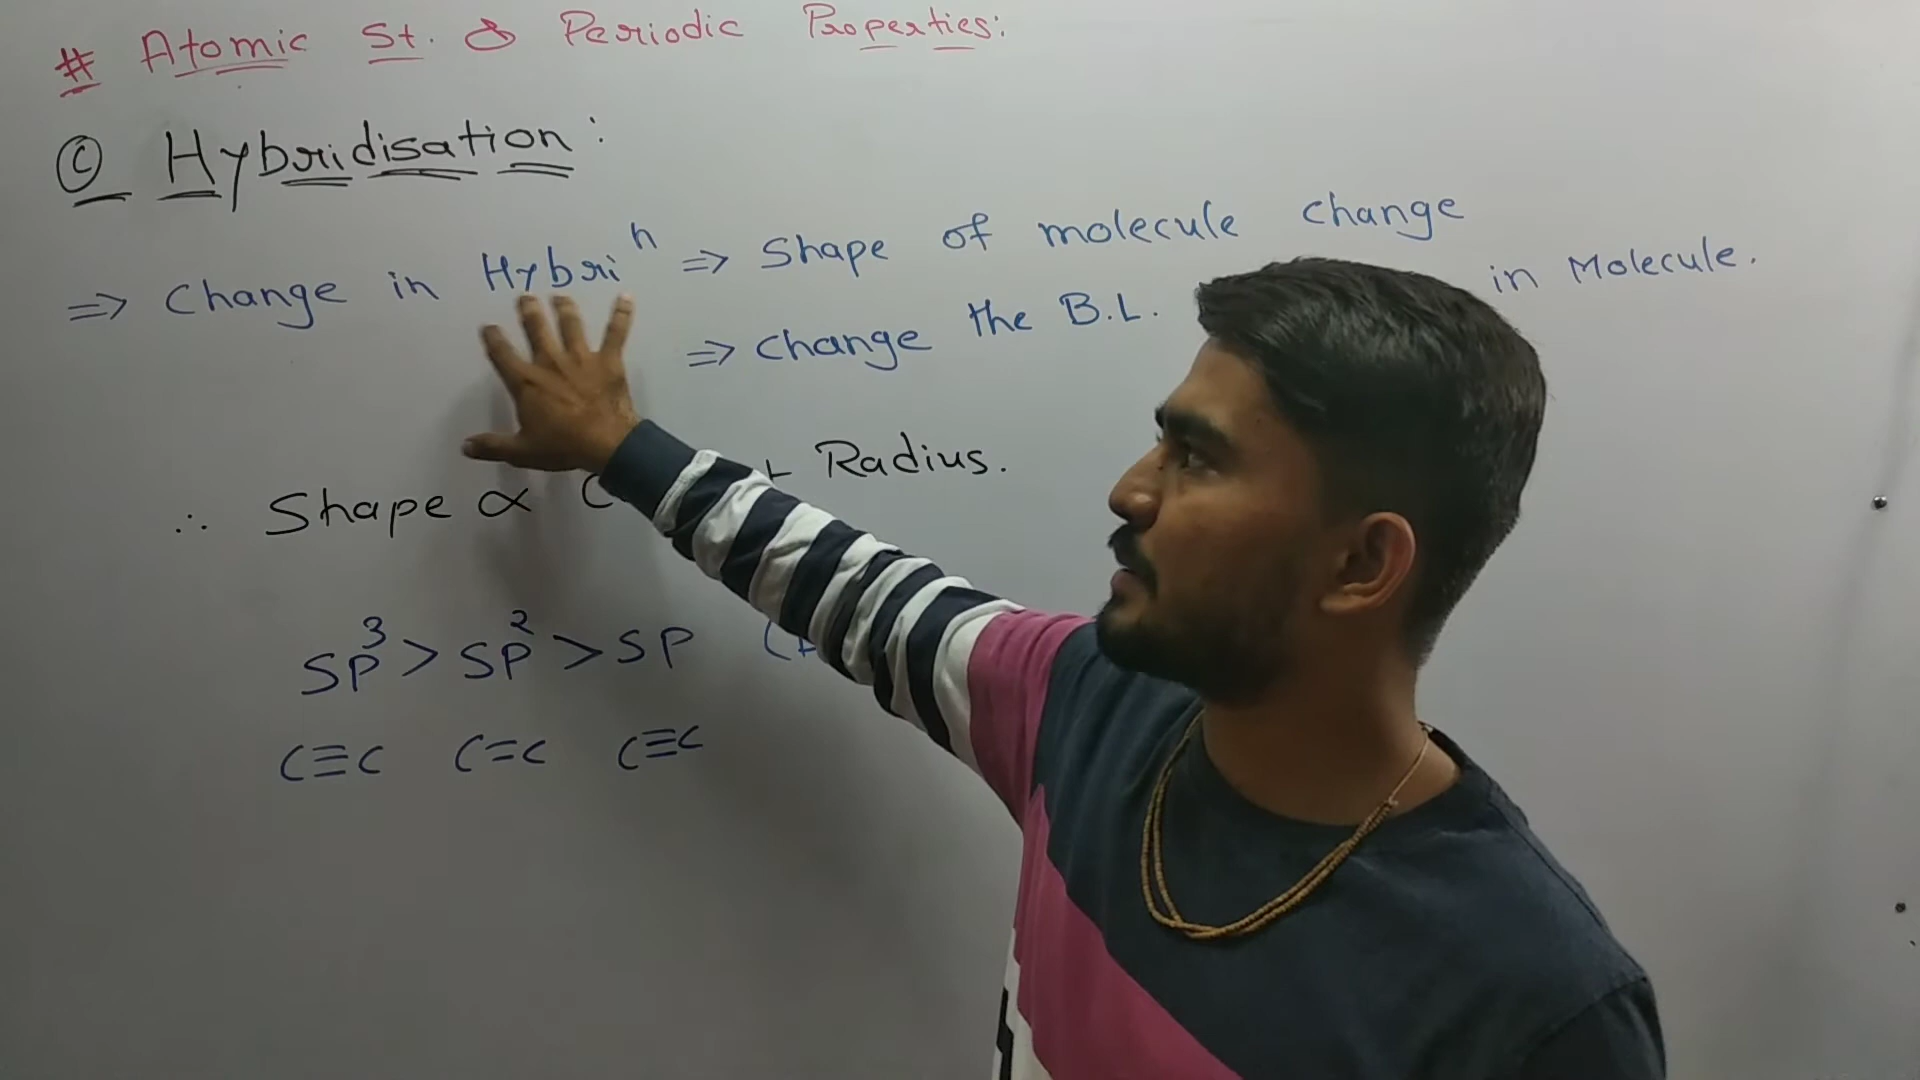 # Atomic St. & Periodic Properties:
© Hybridisation:
⇒ Change in Hybriⁿ ⇒ Shape of molecule change
⇒ Change the B.L. in Molecule.
∴ Shape ∝ Radius.
SP³ > SP² > SP
C≡C C=C C≡C